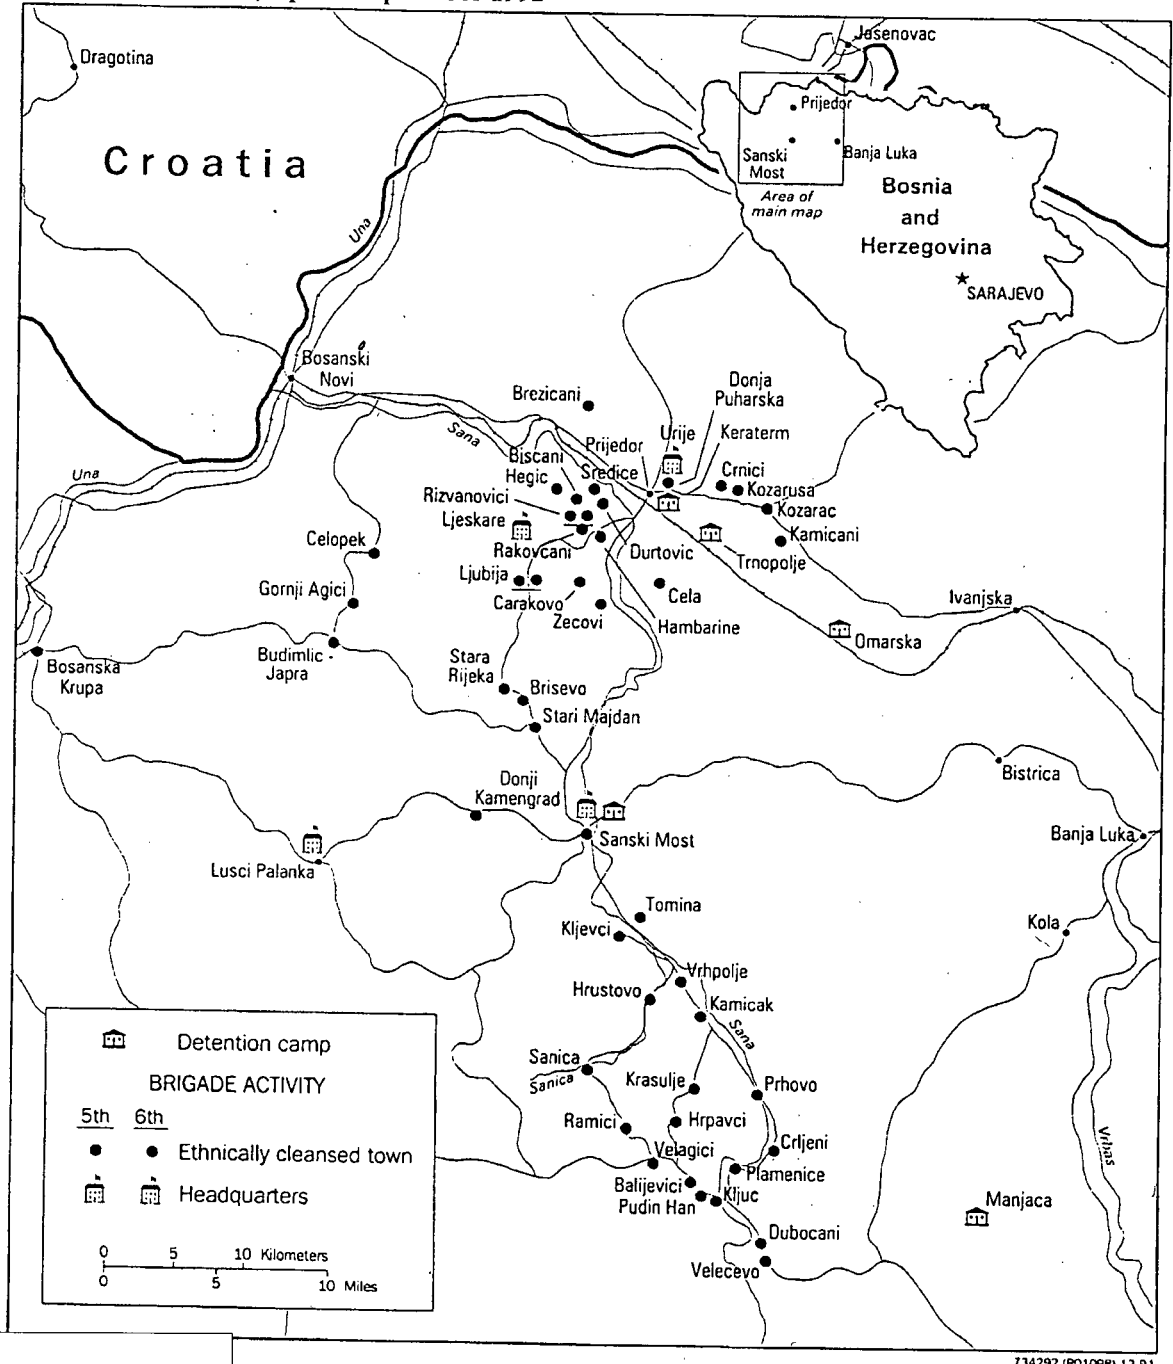 Dragotina
Croatia
Una
Jasenovac
Prijedor
Sanski
Most
Banja Luka
Area of
main map
Bosnia
and
Herzegovina
SARAJEVO
Bosanski
Novi
Brezicani
Donja
Puharska
Sana
Prijedor
Urije
Keraterm
Una
Biscani
Hegic
Sredice
Crnici
Kozarusa
Rizvanovici
Kozarac
Ljeskare
Kamicani
Celopek
Rakovcani
Durtovic
Trnopolje
Ljubija
Gornji Agici
Carakovo
Cela
Ivanjska
Zecovi
Hambarine
Omarska
Bosanska
Krupa
Budimlic -
Japra
Stara
Rijeka
Brisevo
Stari Majdan
Donji
Kamengrad
Bistrica
Sanski Most
Banja Luka
Lusci Palanka
Tomina
Kljevci
Kola
Vrhpolje
Hrustovo
Kamicak
Sana
Sanica
Sanica
Krasulje
Prhovo
Ramici
Hrpavci
Velagici
Crljeni
Vrbas
Plamenice
Balijevici
Pudin Han
Kljuc
Manjaca
Dubocani
Velecevo
Detention camp
BRIGADE ACTIVITY
5th 6th
Ethnically cleansed town
Headquarters
0 5 10 Kilometers
0 5 10 Miles